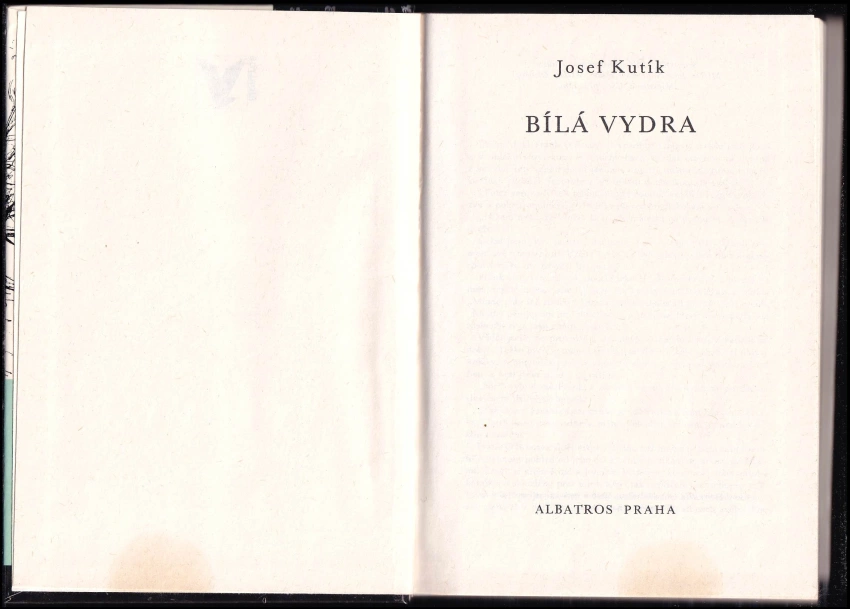 Josef Kutík
BÍLÁ VYDRA
ALBATROS PRAHA